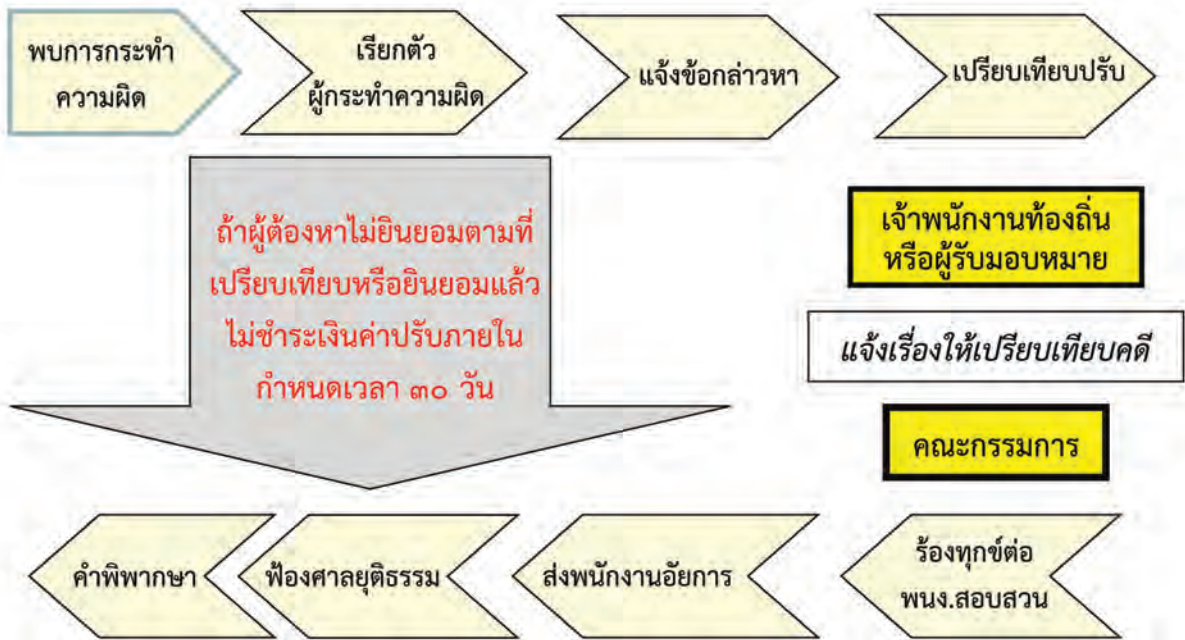 พบการกระทำ
ความผิด
เรียกตัว
ผู้กระทำความผิด
แจ้งข้อกล่าวหา
เปรียบเทียบปรับ
ถ้าผู้ต้องหาไม่ยินยอมตามที่
เปรียบเทียบหรือยินยอมแล้ว
ไม่ชำระเงินค่าปรับภายใน
กำหนดเวลา ๓๐ วัน
เจ้าพนักงานท้องถิ่น
หรือผู้รับมอบหมาย
แจ้งเรื่องให้เปรียบเทียบคดี
คณะกรรมการ
คำพิพากษา
ฟ้องศาลยุติธรรม
ส่งพนักงานอัยการ
ร้องทุกข์ต่อ
พนง.สอบสวน